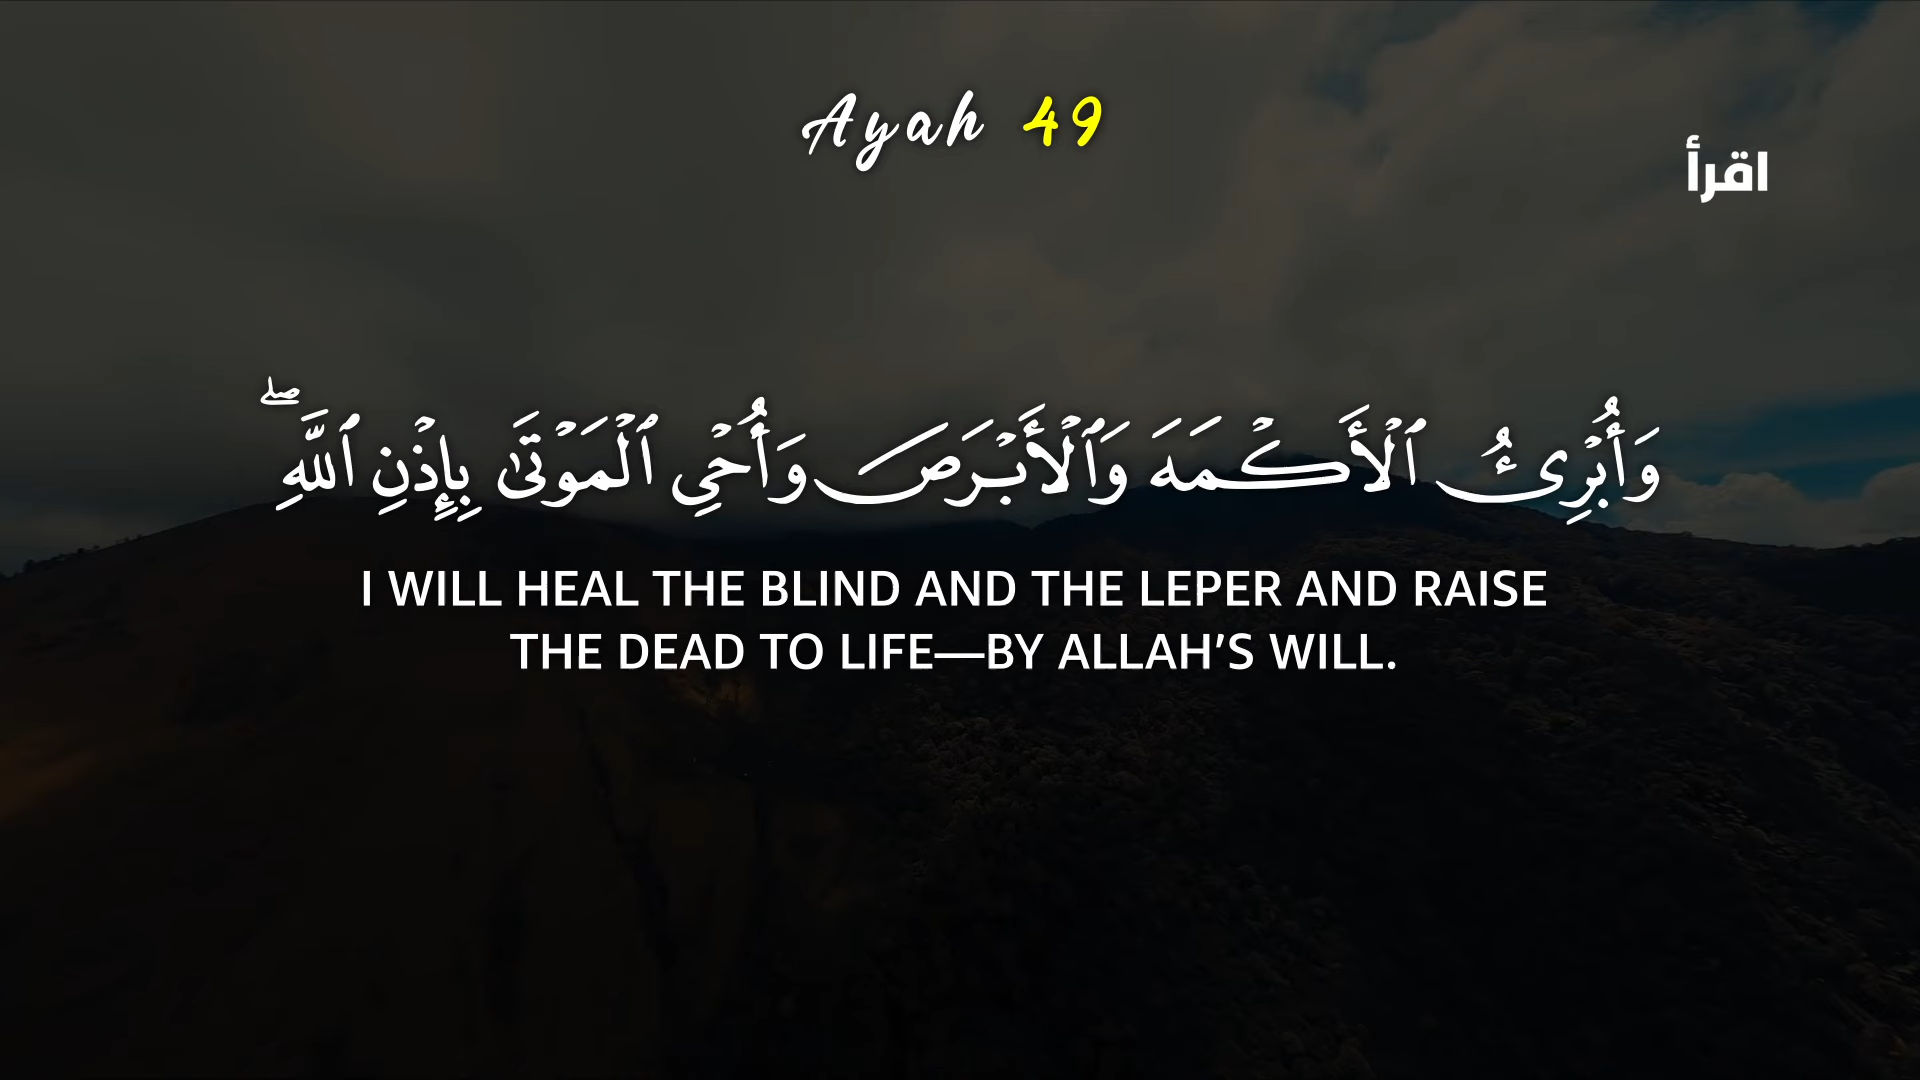 Ayah 49
اقرأ
وَأُبْرِئُ ٱلْأَكْمَهَ وَٱلْأَبْرَصَ وَأُحْىِ ٱلْمَوْتَىٰ بِإِذْنِ ٱللَّهِ ۖ
I WILL HEAL THE BLIND AND THE LEPER AND RAISE
THE DEAD TO LIFE—BY ALLAH’S WILL.